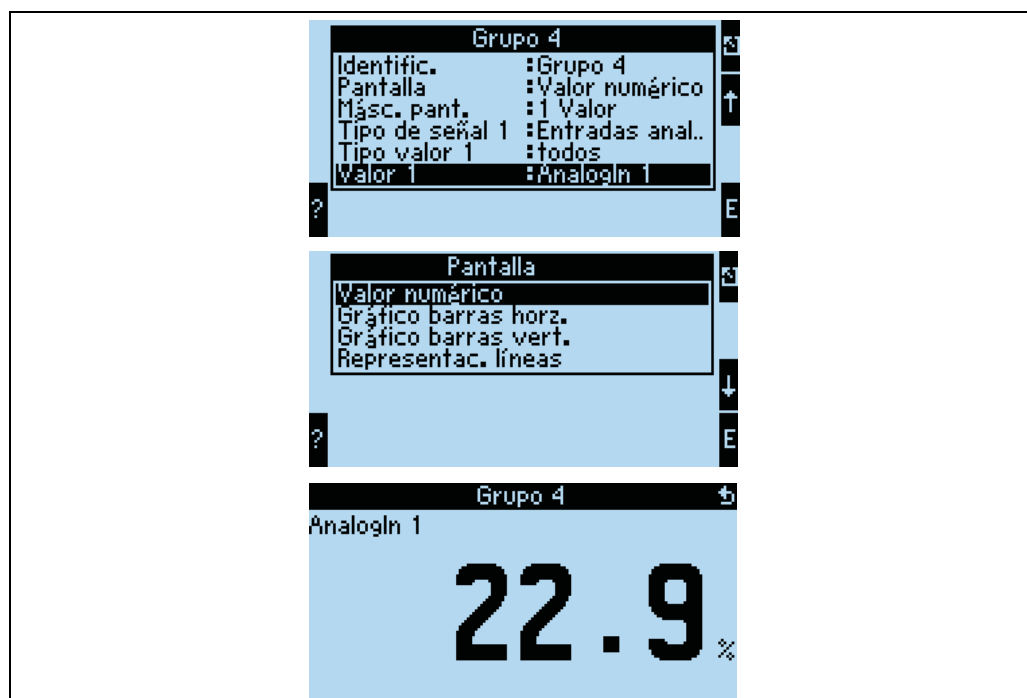 Grupo 4
Identific. :Grupo 4
Pantalla :Valor numérico
Másc. pant. :1 Valor
Tipo de señal 1 :Entradas anal..
Tipo valor 1 :todos
Valor 1 :AnalogIn 1
↑
? E
Pantalla
Valor numérico
Gráfico barras horz.
Gráfico barras vert.
Representac. líneas
↓
? E
Grupo 4
AnalogIn 1
22.9 %